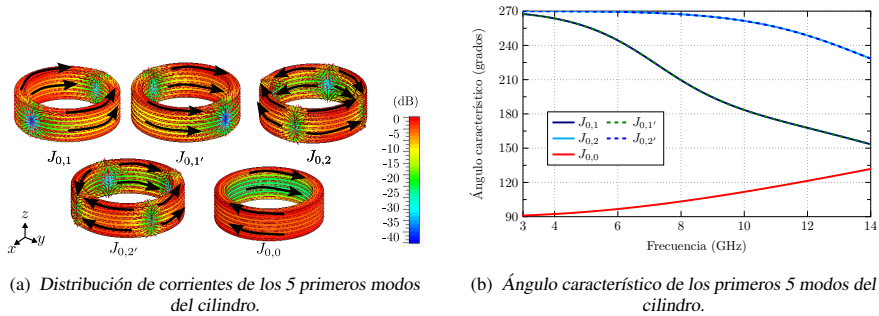 (dB)
0
-5
-10
-15
-20
-25
-30
-35
-40
J0,1
J0,1′
J0,2
J0,2′
J0,0
z
x
y
(a) Distribución de corrientes de los 5 primeros modos
del cilindro.
Ángulo característico (grados)
270
240
210
180
150
120
90
J0,1
J0,1′
J0,2
J0,2′
J0,0
3 4 6 8 10 12 14
Frecuencia (GHz)
(b) Ángulo característico de los primeros 5 modos del
cilindro.